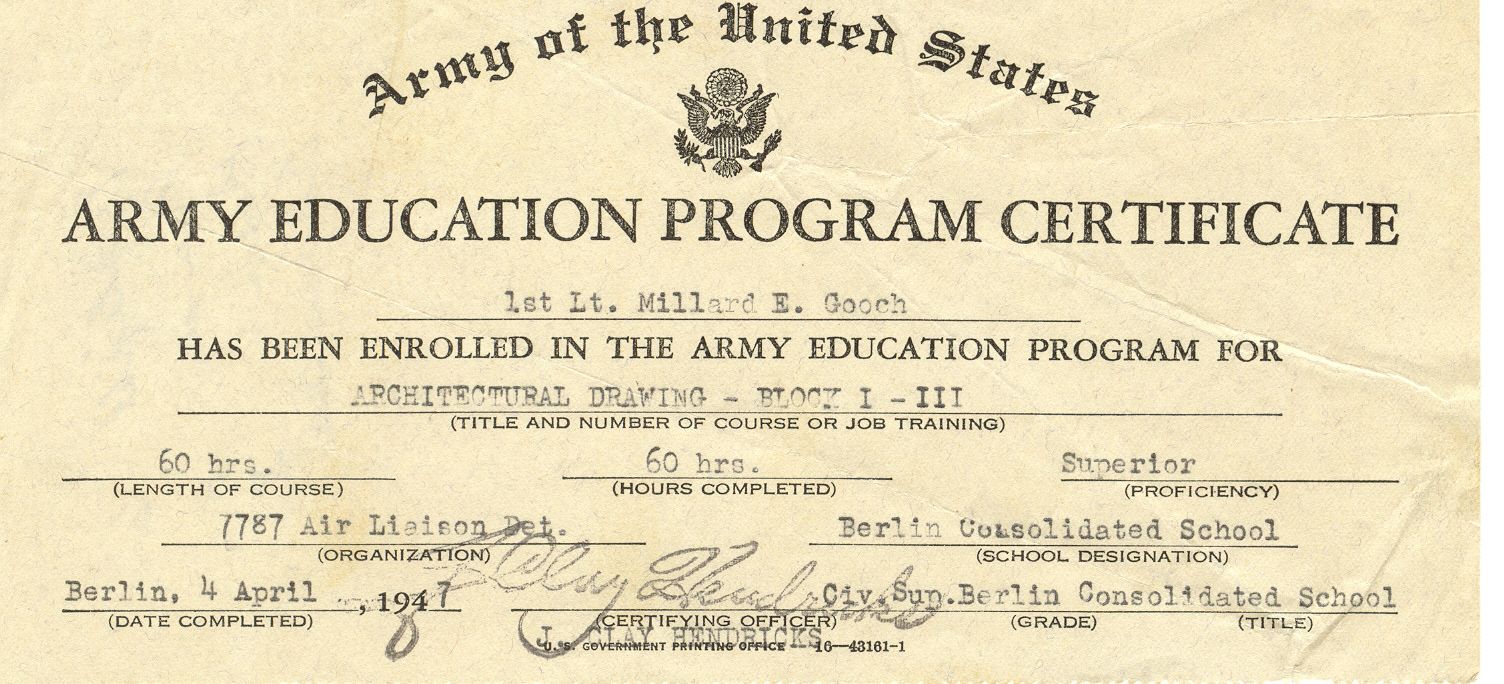 Army of the United States
ARMY EDUCATION PROGRAM CERTIFICATE
1st Lt. Millard E. Gooch
HAS BEEN ENROLLED IN THE ARMY EDUCATION PROGRAM FOR
ARCHITECTURAL DRAWING - BLOCK I - III
(TITLE AND NUMBER OF COURSE OR JOB TRAINING)
60 hrs. 60 hrs. Superior
(LENGTH OF COURSE) (HOURS COMPLETED) (PROFICIENCY)
7787 Air Liaison Det. Berlin Consolidated School
(ORGANIZATION) (SCHOOL DESIGNATION)
J Clay Hendricks
Berlin, 4 April , 1947 Civ.Sup.Berlin Consolidated School
(DATE COMPLETED) (CERTIFYING OFFICER) (GRADE) (TITLE)
J. CLAY HENDRICKS
U. S. GOVERNMENT PRINTING OFFICE 16—43161-1